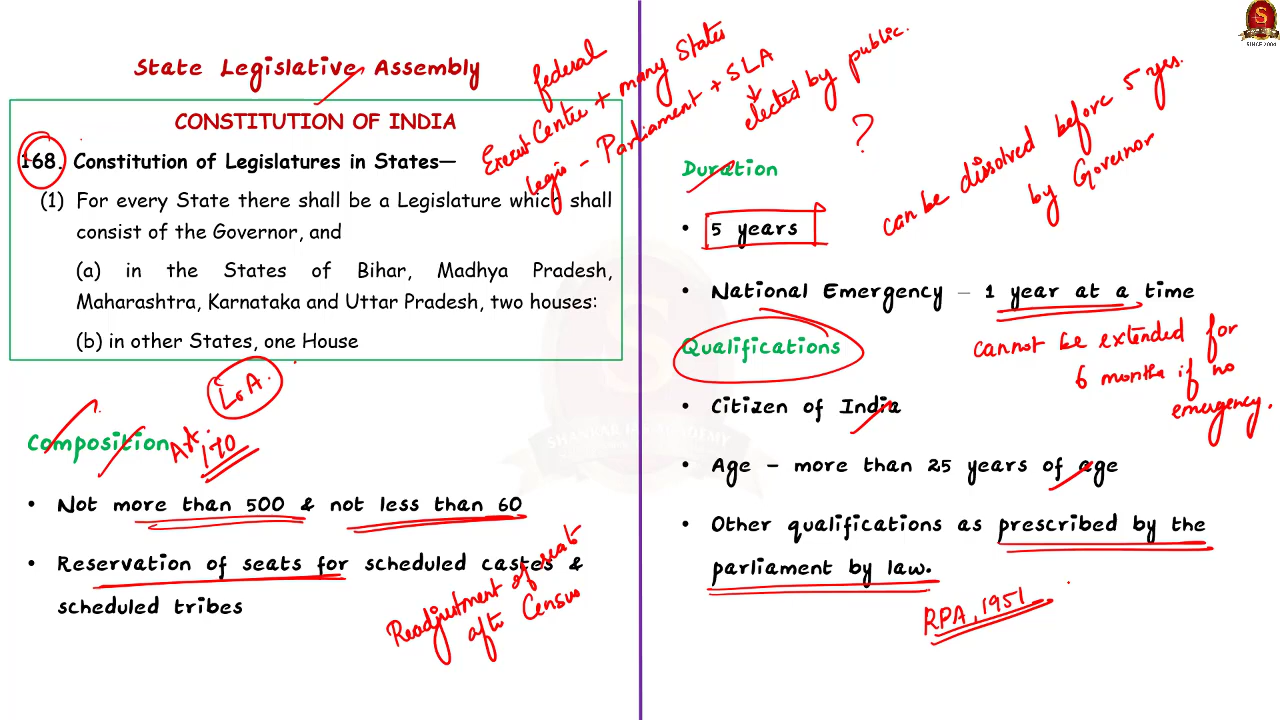 State Legislative Assembly
CONSTITUTION OF INDIA
168. Constitution of Legislatures in States—
(1) For every State there shall be a Legislature which shall
consist of the Governor, and
(a) in the States of Bihar, Madhya Pradesh,
Maharashtra, Karnataka and Uttar Pradesh, two houses:
(b) in other States, one House
L.A.
Composition
Art. 170
• Not more than 500 & not less than 60
• Reservation of seats for scheduled castes &
scheduled tribes
Readjustment of seats
after Census
federal
Centre + many States
legis - Parliament + SLA
elected by public.
?
can be dissolved before 5 yrs.
by Governor
Duration
• 5 years
• National Emergency – 1 year at a time
cannot be extended for
6 months if no
emergency.
Qualifications
• Citizen of India
• Age – more than 25 years of age
• Other qualifications as prescribed by the
parliament by law.
RPA, 1951
SHANKAR IAS ACADEMY
S
SINCE 2004